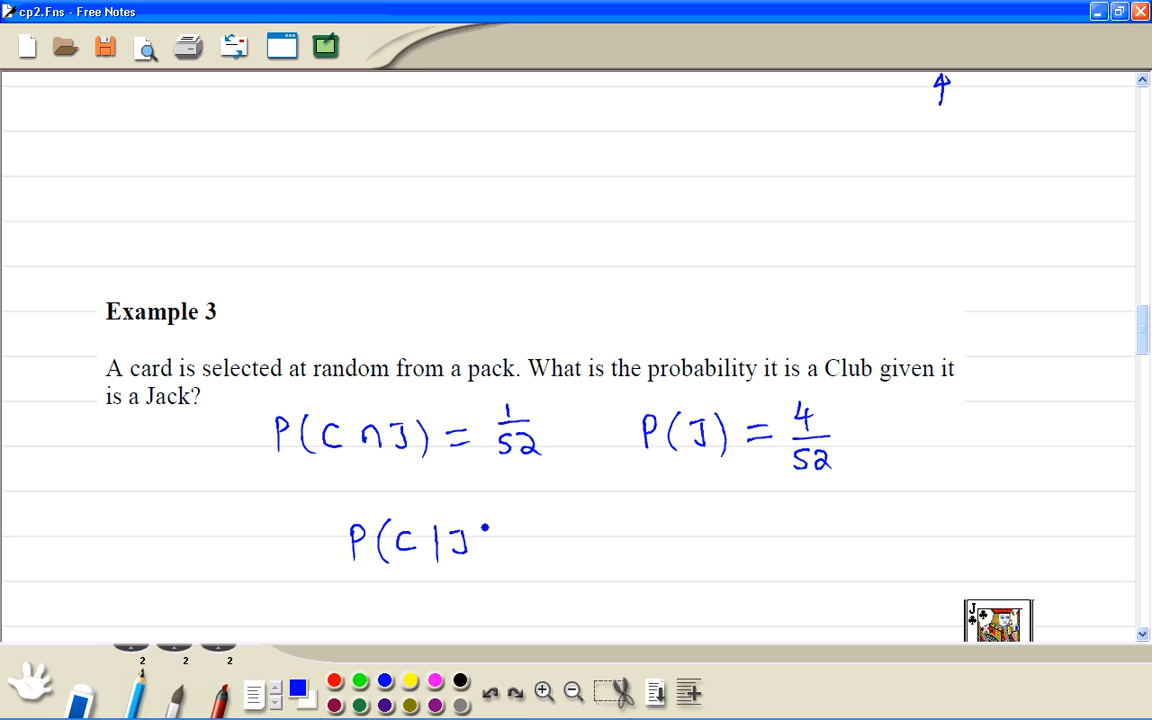 cp2.Fns - Free Notes
Example 3
A card is selected at random from a pack. What is the probability it is a Club given it
is a Jack?
P(C ∩ J) = 1/52 P(J) = 4/52
P(C | J
J
2 2 2